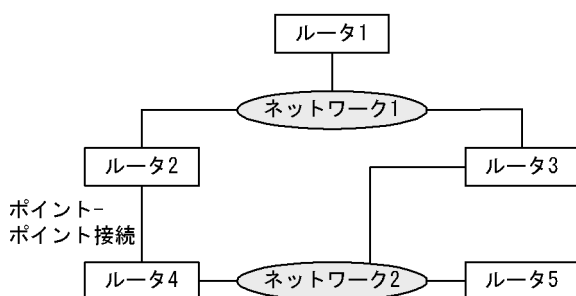 ルータ1
ネットワーク1
ルータ2
ルータ3
ポイント-
ポイント接続
ルータ4
ネットワーク2
ルータ5